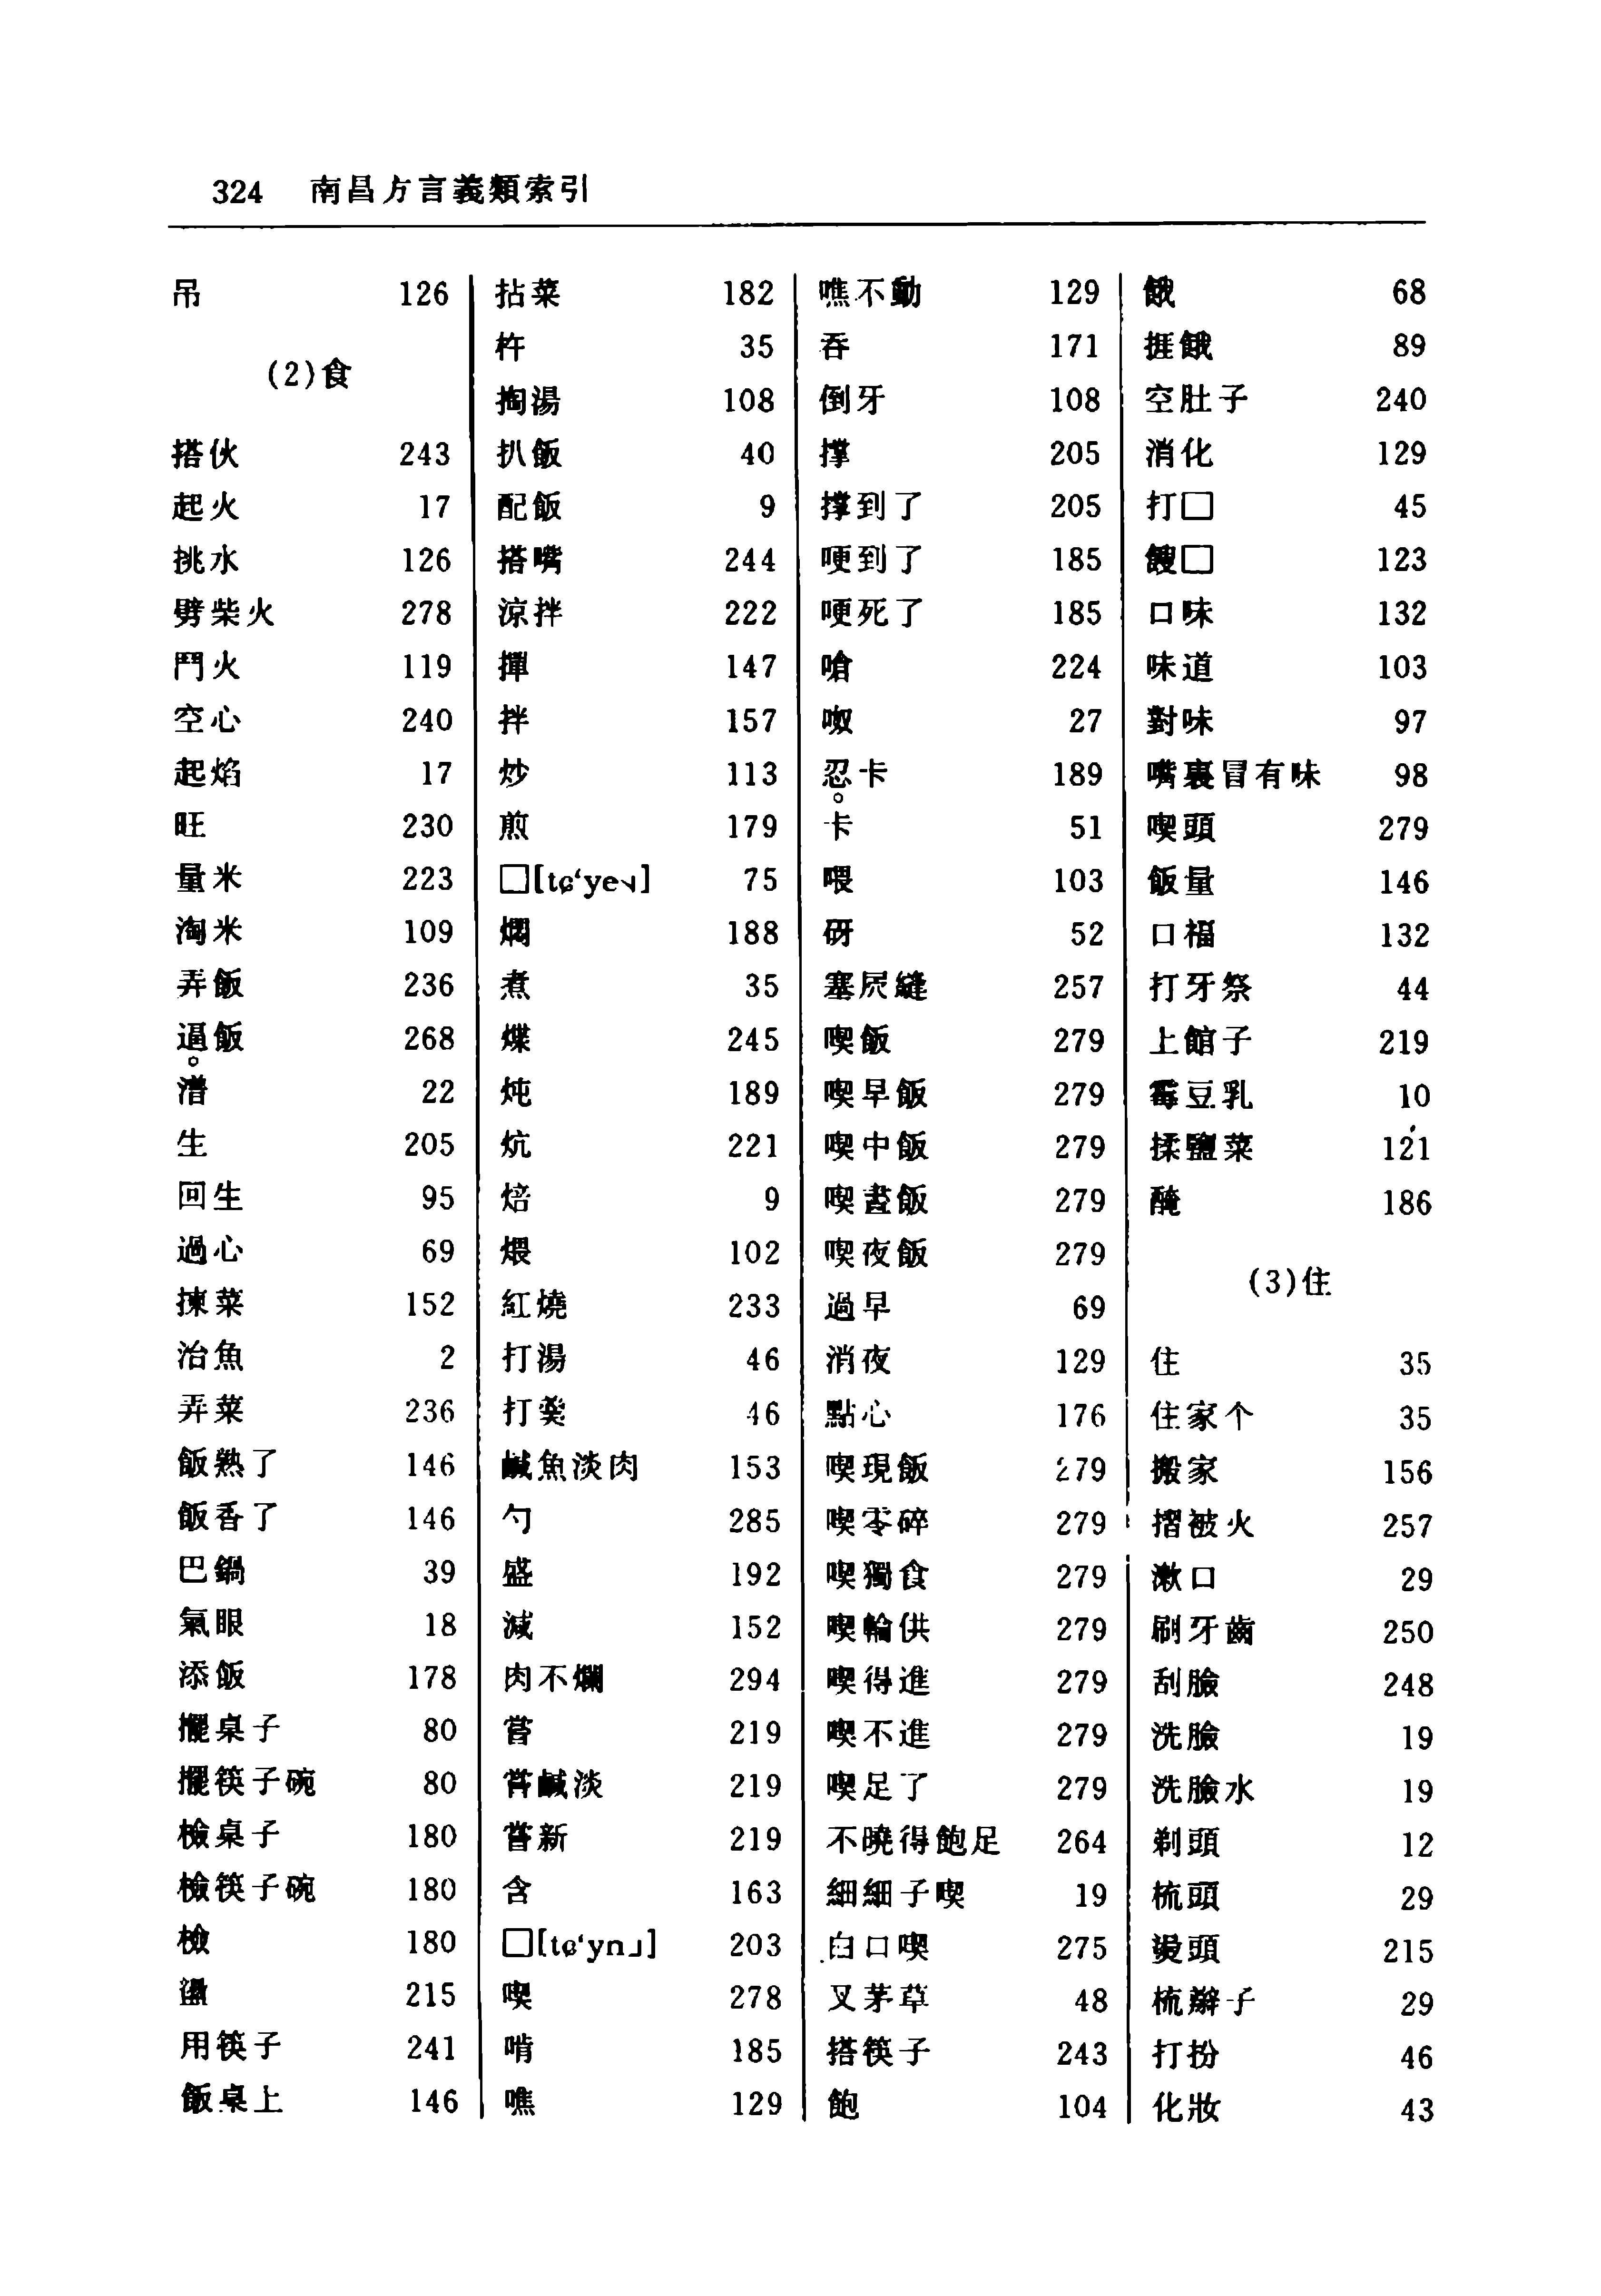 324 南昌方言義類索引
吊 126
(2)食
搭伙 243
起火 17
挑水 126
劈柴火 278
鬥火 119
空心 240
起焰 17
旺 230
量米 223
淘米 109
弄飯 236
逼飯 268
漕 22
生 205
回生 95
過心 69
揀菜 152
治魚 2
弄菜 236
飯熟了 146
飯香了 146
巴鍋 39
氣眼 18
添飯 178
擺桌子 80
擺筷子碗 80
檢桌子 180
檢筷子碗 180
檢 180
215
用筷子 241
飯桌上 146
拈菜 182
杵 35
掏湯 108
扒飯 40
配飯 9
搭嘴 244
涼拌 222
撣 147
拌 157
炒 113
煎 179
□[tɕ‘ye˧˩] 75
燜 188
煮 35
煠 245
炖 189
炕 221
焙 9
煨 102
紅燒 233
打湯 46
打羹 46
鹹魚淡肉 153
勺 285
盛 192
減 152
肉不爛 294
嘗 219
嘗鹹淡 219
嘗新 219
含 163
□[tɕ‘yn˩] 203
喫 278
啃 185
噍 129
噍不動 129
吞 171
倒牙 108
撑 205
撑到了 205
哽到了 185
哽死了 185
嗆 224
呶 27
忍卡 189
卡 51
喂 103
砑 52
塞屄縫 257
喫飯 279
喫早飯 279
喫中飯 279
喫晝飯 279
喫夜飯 279
過早 69
消夜 129
點心 176
喫現飯 279
喫零碎 279
喫獨食 279
喫輪供 279
喫得進 279
喫不進 279
喫足了 279
不曉得飽足 264
細細子喫 19
白口喫 275
叉茅草 48
搭筷子 243
飽 104
餓 68
捱餓 89
空肚子 240
消化 129
打□ 45
餿□ 123
口味 132
味道 103
對味 97
嘴裏冒有味 98
喫頭 279
飯量 146
口福 132
打牙祭 44
上館子 219
霉豆乳 10
揉鹽菜 121
醃 186
(3)住
住 35
住家个 35
搬家 156
摺被火 257
漱口 29
刷牙齒 250
刮臉 248
洗臉 19
洗臉水 19
剃頭 12
梳頭 29
燙頭 215
梳辮子 29
打扮 46
化妝 43